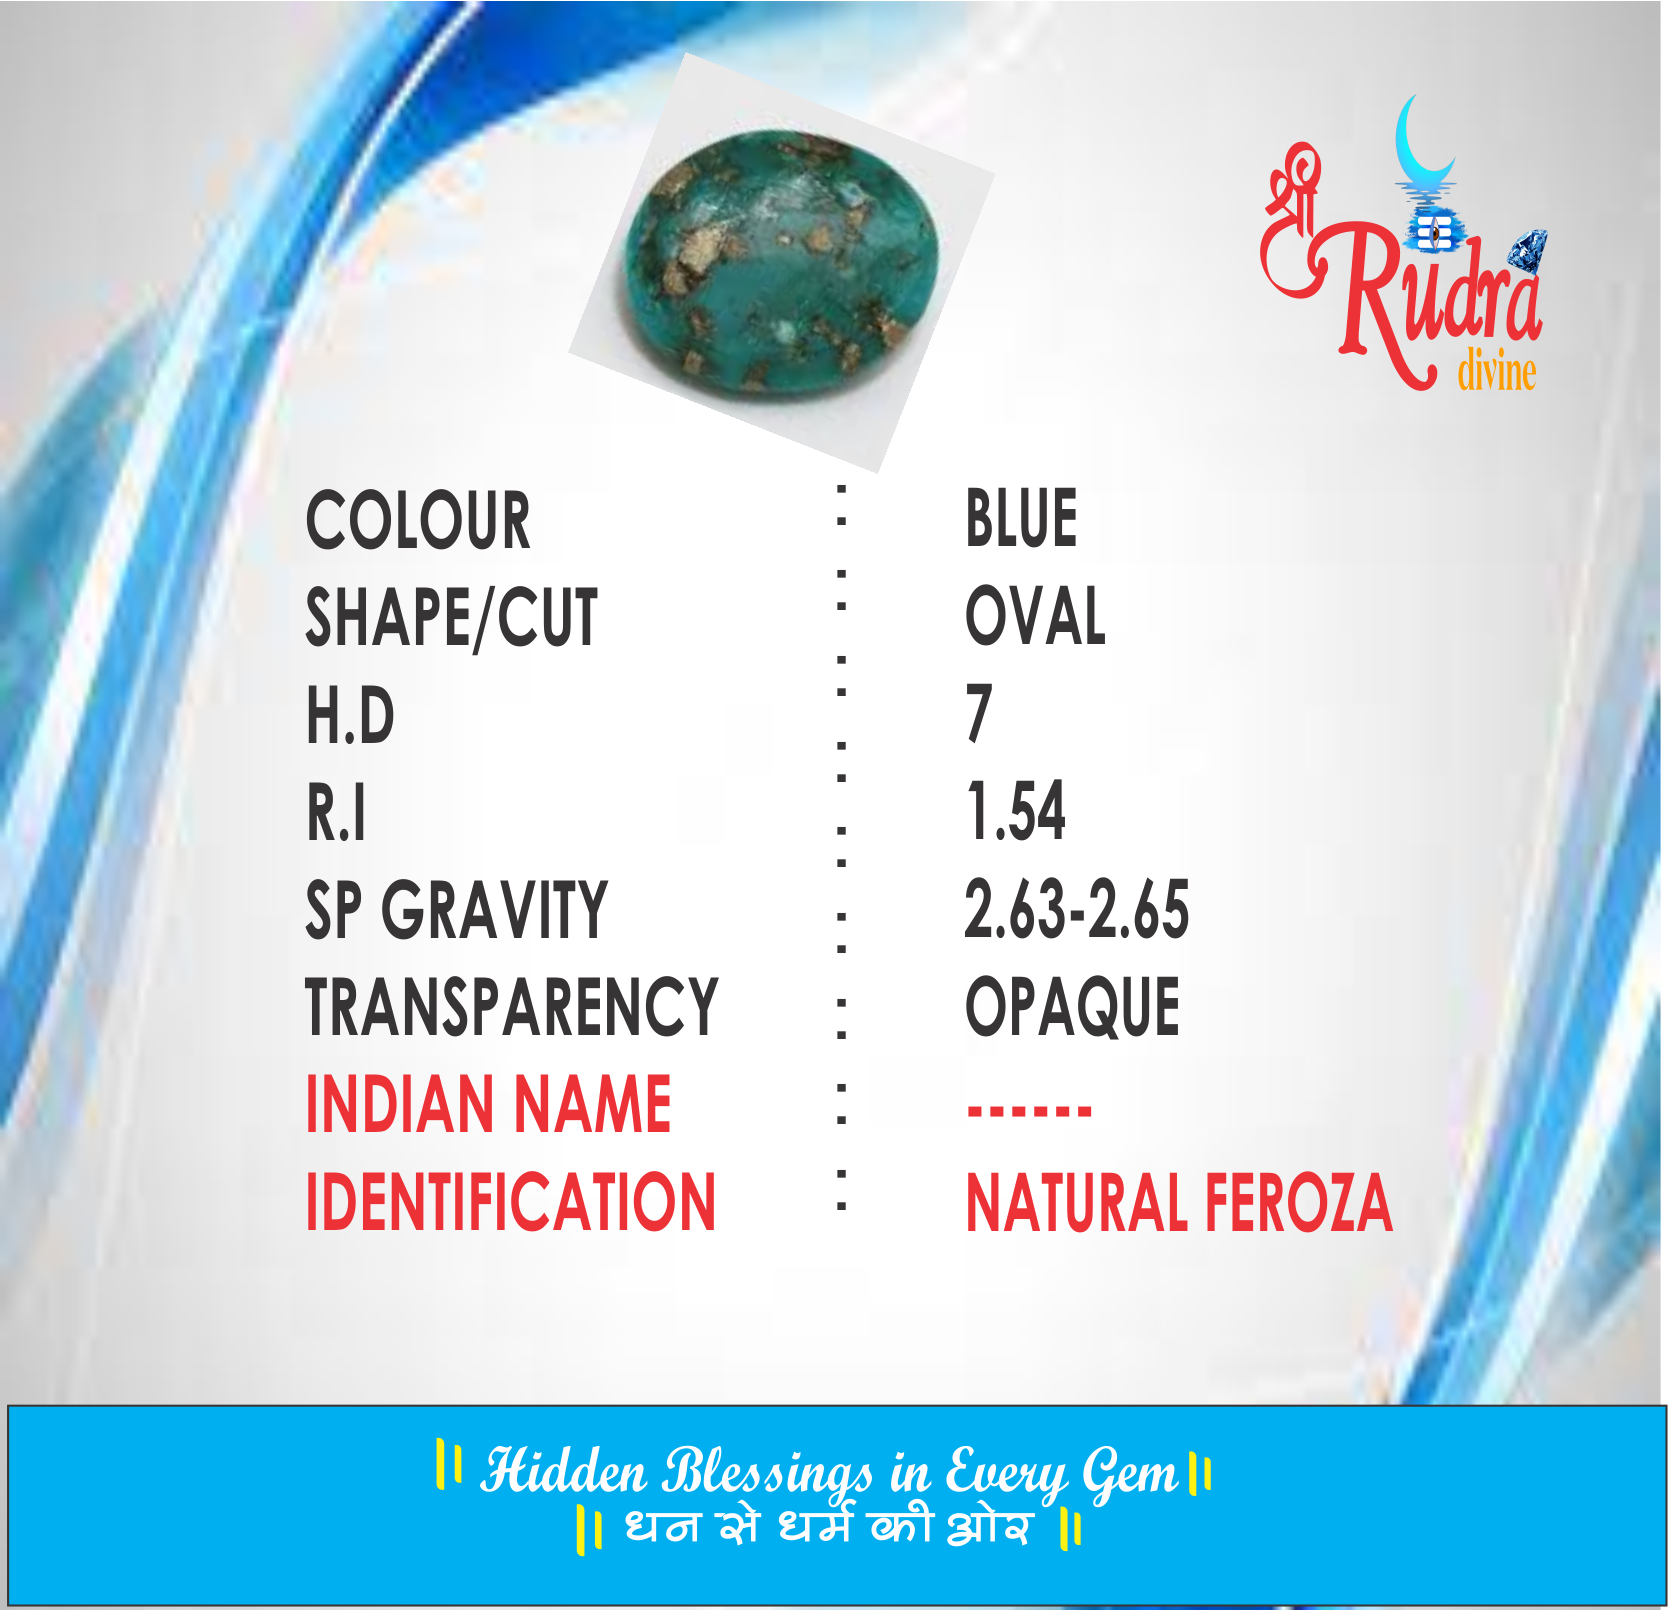 श्री
Rudra
divine
COLOUR : BLUE
SHAPE/CUT : OVAL
H.D : 7
R.I : 1.54
SP GRAVITY : 2.63-2.65
TRANSPARENCY : OPAQUE
INDIAN NAME : ------
IDENTIFICATION : NATURAL FEROZA
|| Hidden Blessings in Every Gem ||
|| धन से धर्म की ओर ||